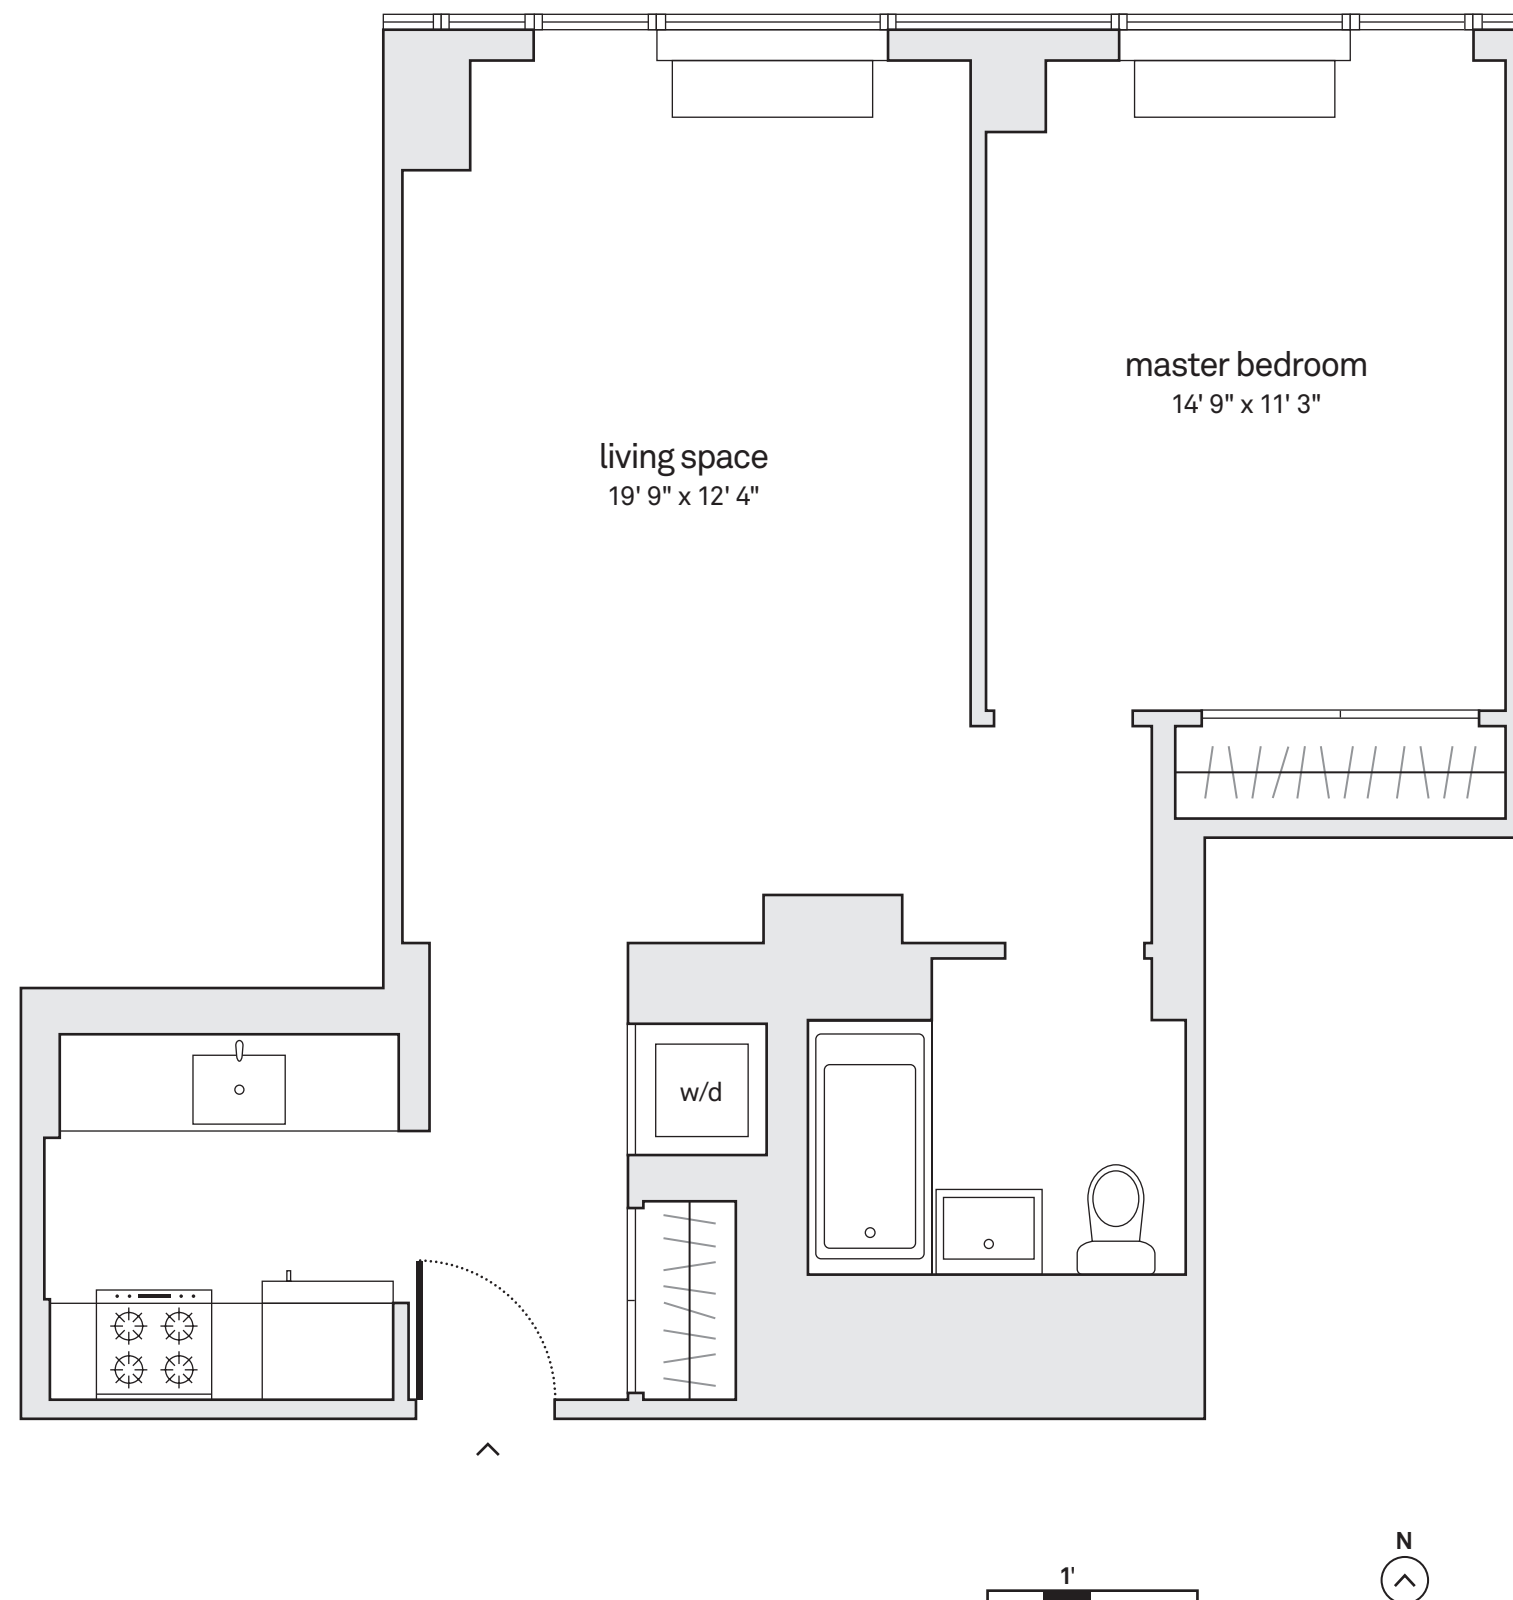 master bedroom
14' 9" x 11' 3"
living space
19' 9" x 12' 4"
w/d
N
1'